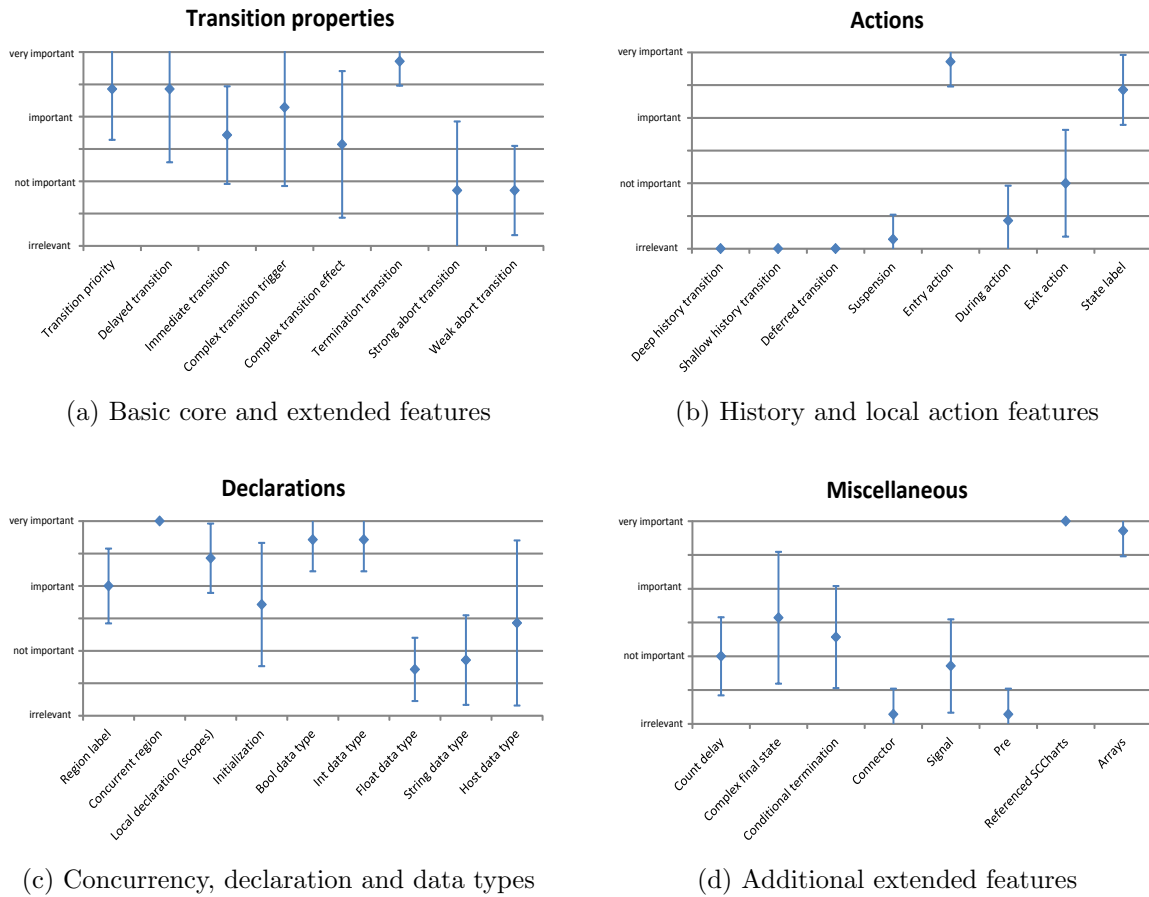 Transition properties
very important
important
not important
irrelevant
Transition priority
Delayed transition
Immediate transition
Complex transition trigger
Complex transition effect
Termination transition
Strong abort transition
Weak abort transition
(a) Basic core and extended features
Actions
very important
important
not important
irrelevant
Deep history transition
Shallow history transition
Deferred transition
Suspension
Entry action
During action
Exit action
State label
(b) History and local action features
Declarations
very important
important
not important
irrelevant
Region label
Concurrent region
Local declaration (scopes)
Initialization
Bool data type
Int data type
Float data type
String data type
Host data type
(c) Concurrency, declaration and data types
Miscellaneous
very important
important
not important
irrelevant
Count delay
Complex final state
Conditional termination
Connector
Signal
Pre
Referenced SCCharts
Arrays
(d) Additional extended features